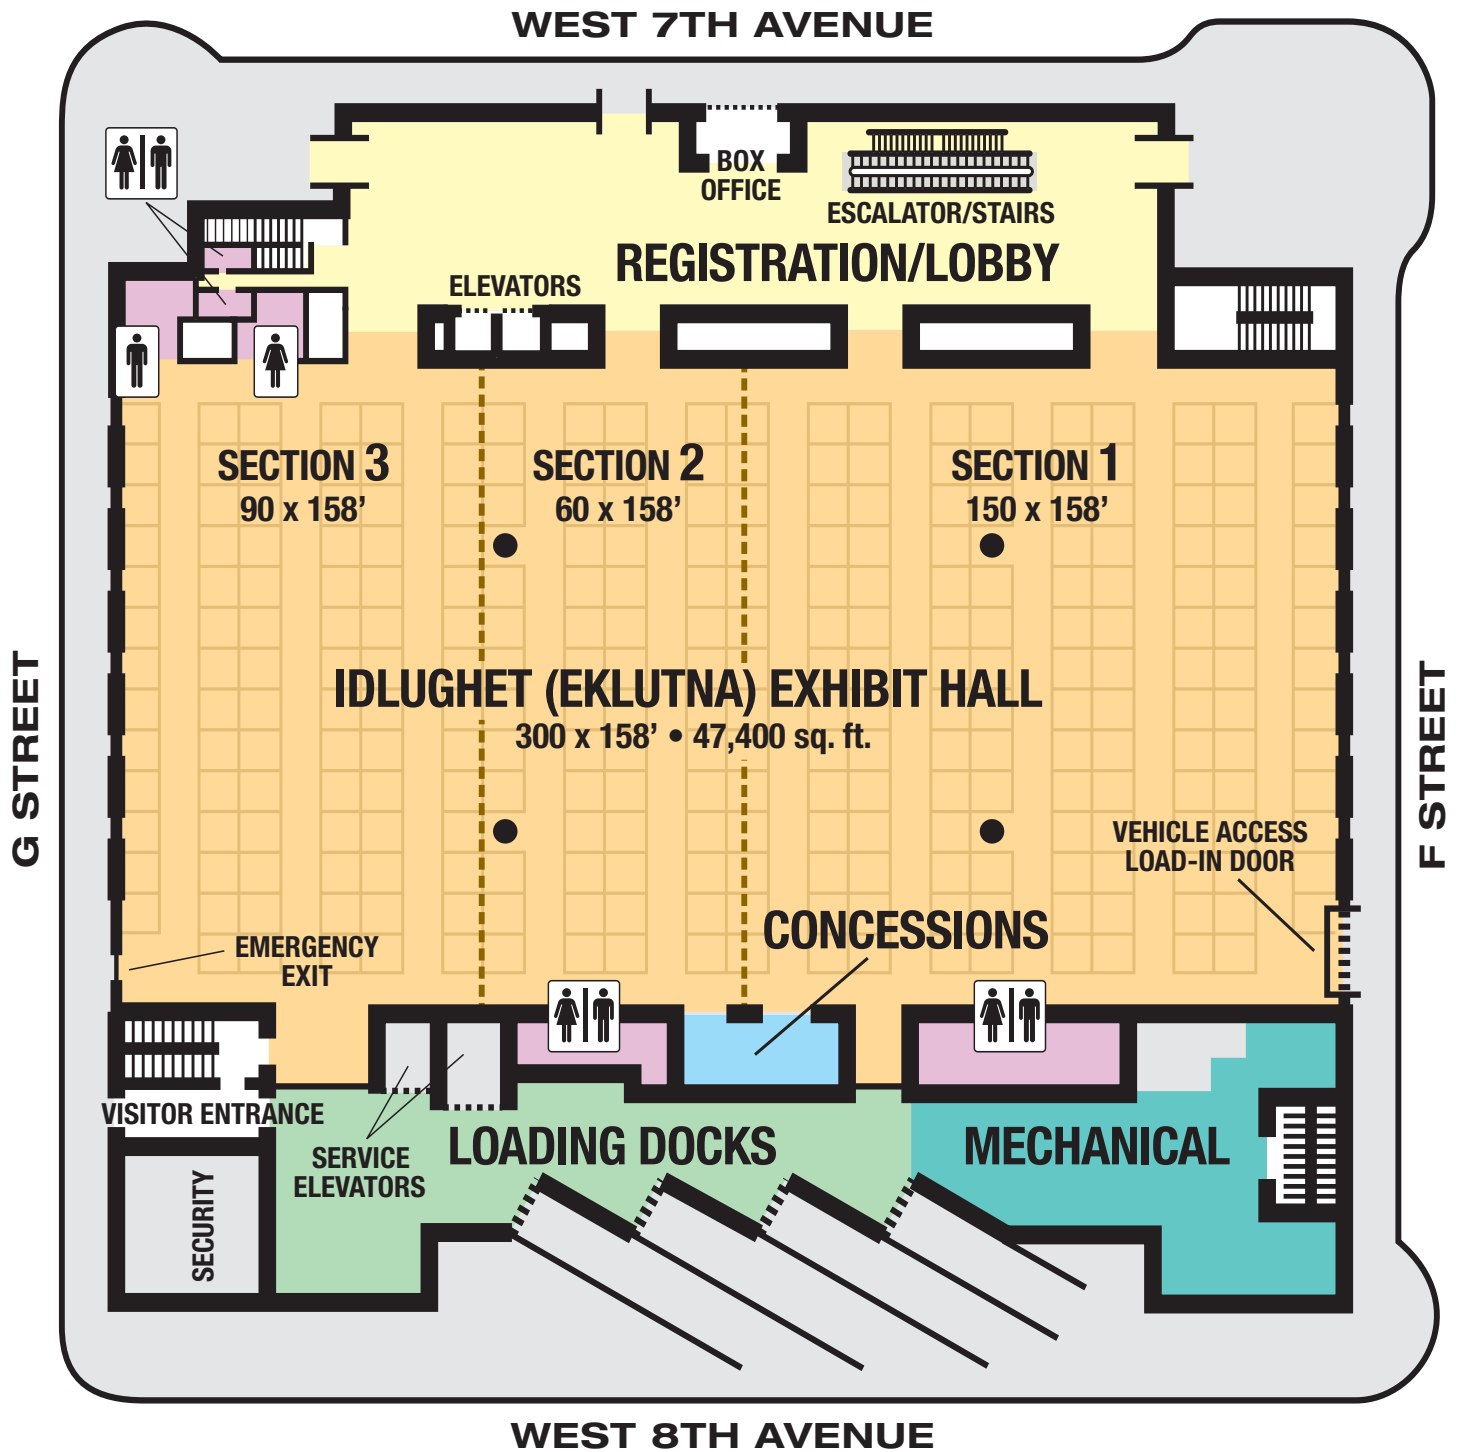 WEST 7TH AVENUE
BOX
OFFICE
ESCALATOR/STAIRS
REGISTRATION/LOBBY
ELEVATORS
SECTION 3
90 x 158’
SECTION 2
60 x 158’
SECTION 1
150 x 158’
IDLUGHET (EKLUTNA) EXHIBIT HALL
300 x 158’ • 47,400 sq. ft.
G STREET
F STREET
VEHICLE ACCESS
LOAD-IN DOOR
CONCESSIONS
EMERGENCY
EXIT
VISITOR ENTRANCE
SERVICE
ELEVATORS
LOADING DOCKS
MECHANICAL
SECURITY
WEST 8TH AVENUE